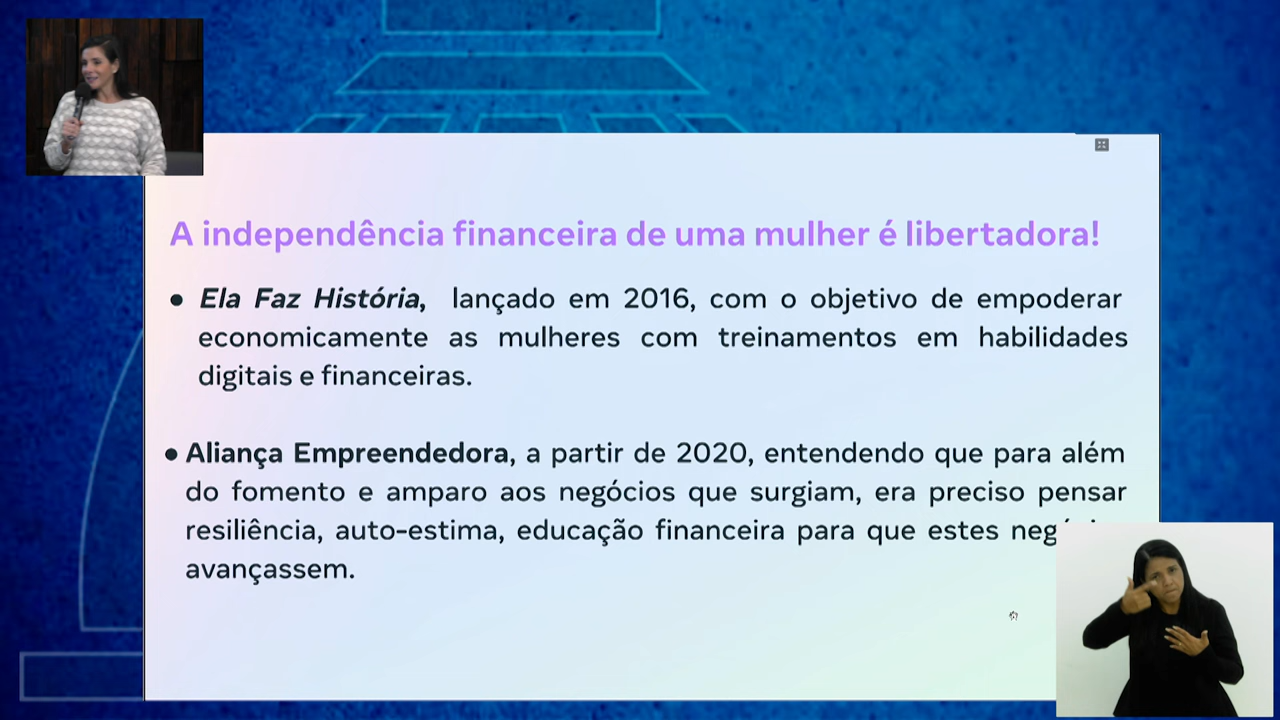 A independência financeira de uma mulher é libertadora!
● Ela Faz História, lançado em 2016, com o objetivo de empoderar
economicamente as mulheres com treinamentos em habilidades
digitais e financeiras.
● Aliança Empreendedora, a partir de 2020, entendendo que para além
do fomento e amparo aos negócios que surgiam, era preciso pensar
resiliência, auto-estima, educação financeira para que estes
avançassem.